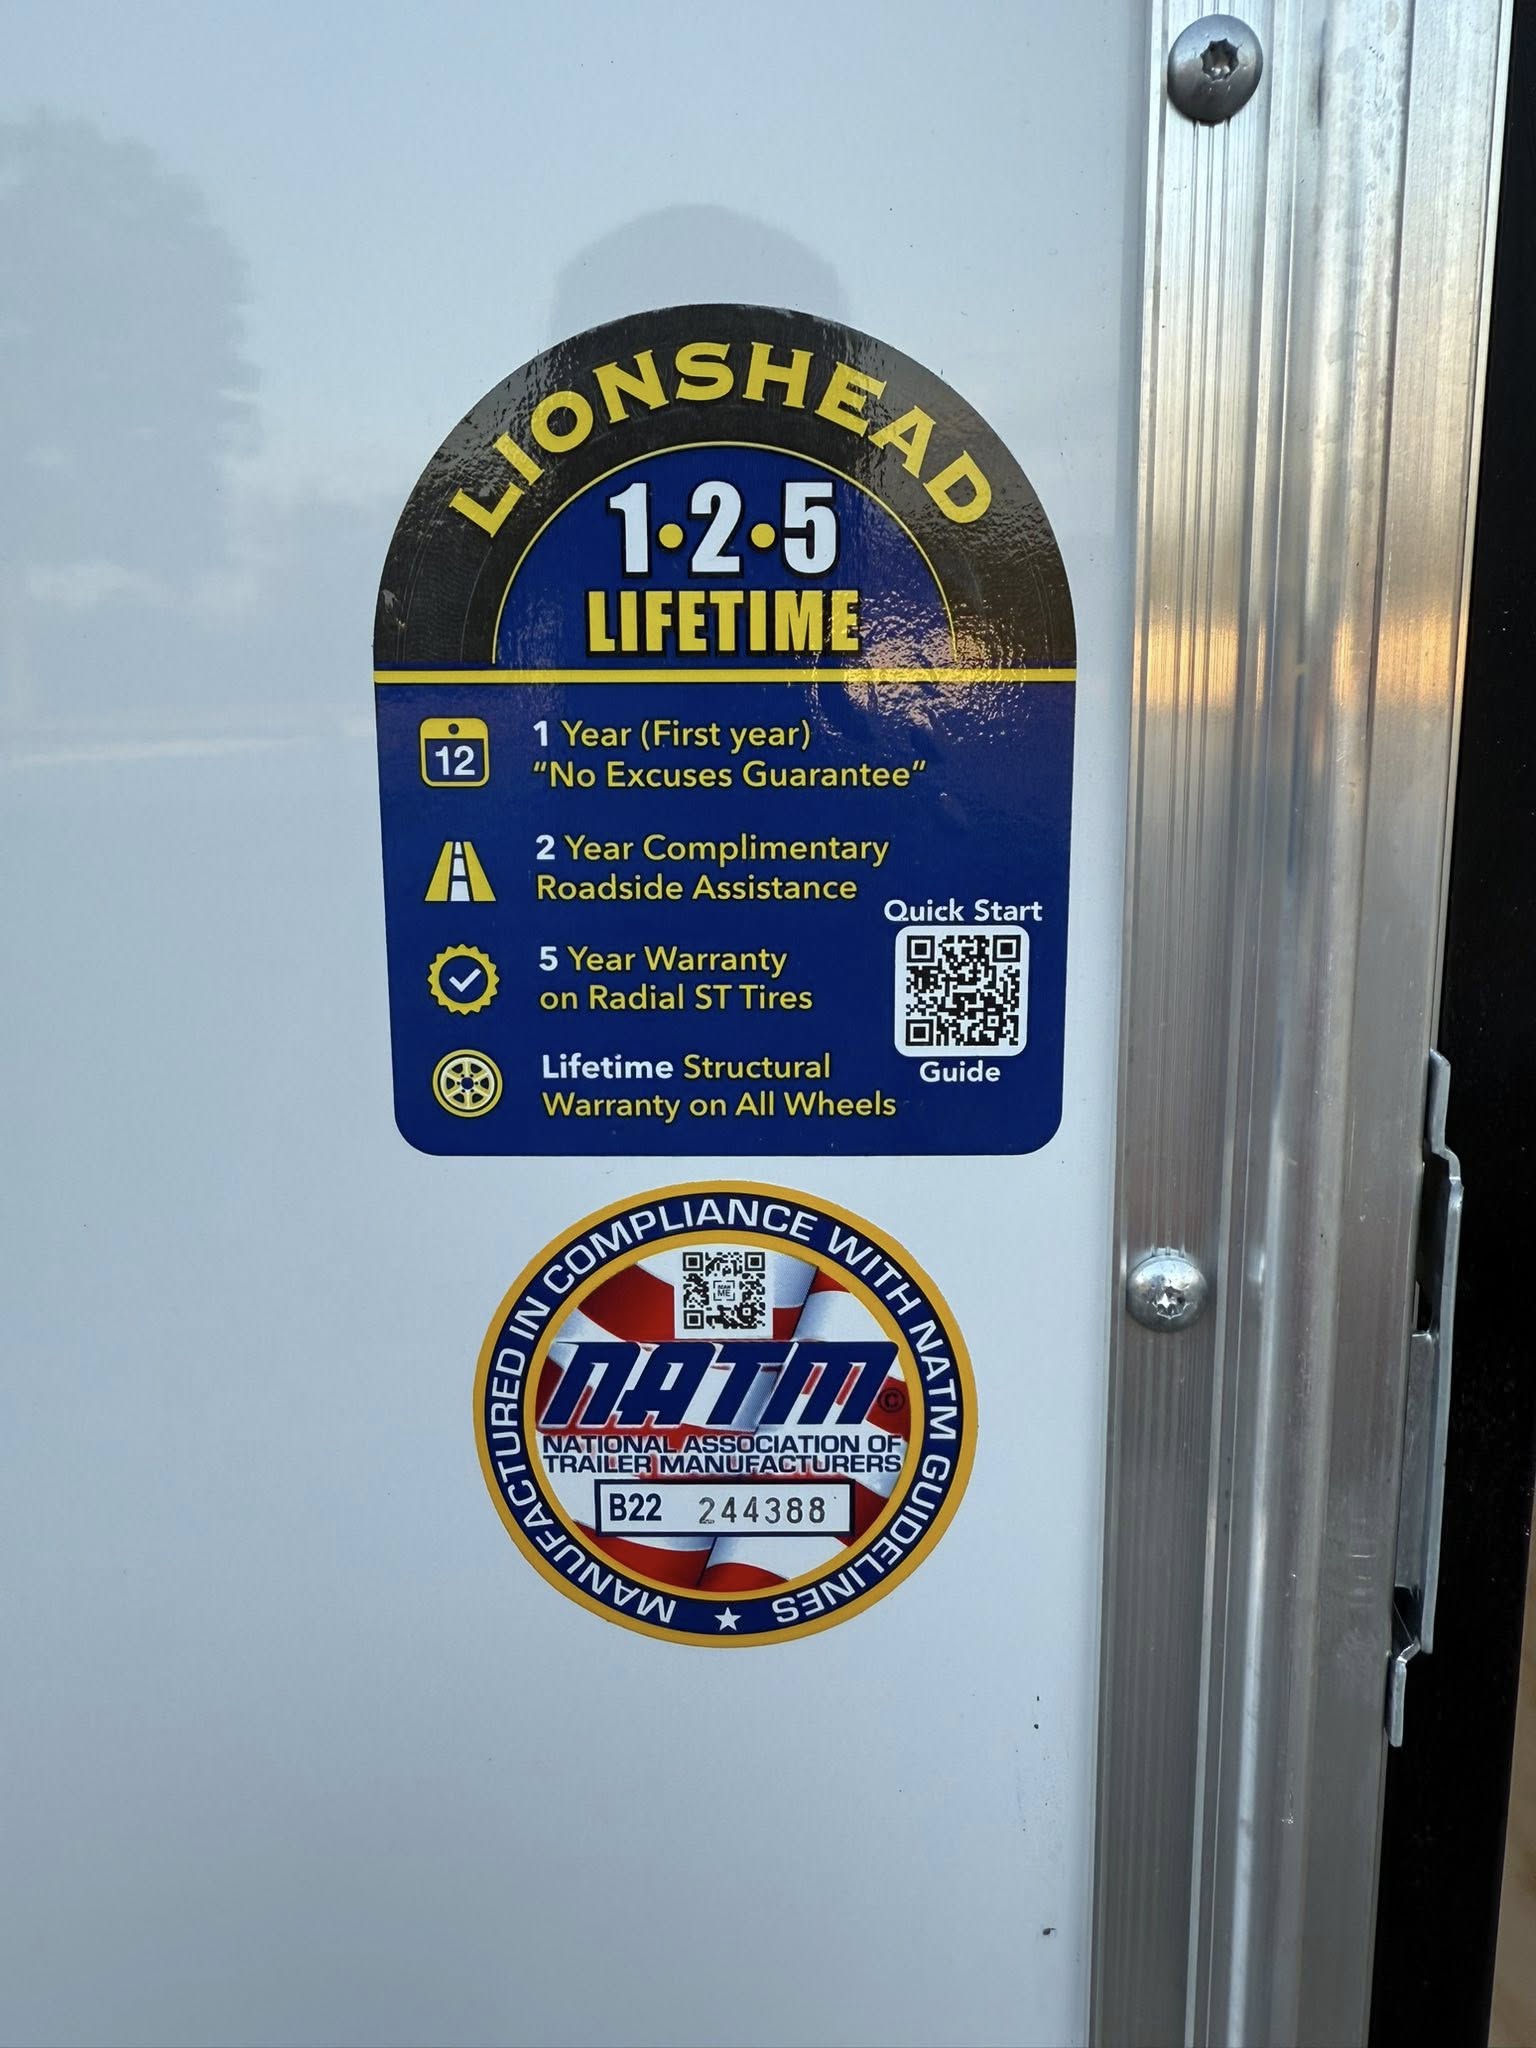 LIONSHEAD
1•2•5
LIFETIME
12
1 Year (First year)
“No Excuses Guarantee”
2 Year Complimentary
Roadside Assistance
5 Year Warranty
on Radial ST Tires
Lifetime Structural
Warranty on All Wheels
Quick Start
Guide
MANUFACTURED IN COMPLIANCE WITH NATM GUIDELINES
SCAN
ME
NATM©
NATIONAL ASSOCIATION OF
TRAILER MANUFACTURERS
B22 244388